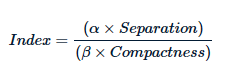 Index = (α × Separation) / (β × Compactness)